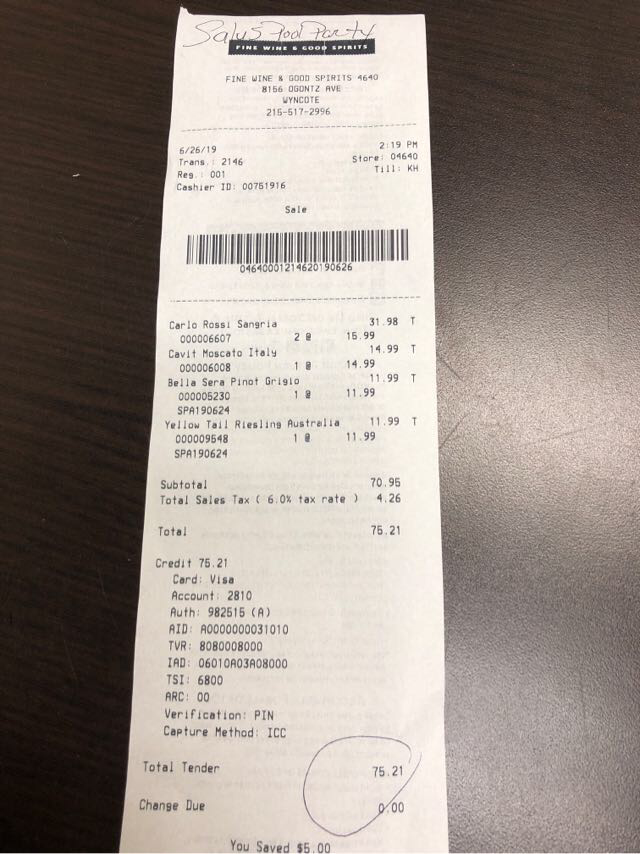 Salus Pool Party
FINE WINE & GOOD SPIRITS
FINE WINE & GOOD SPIRITS 4640
8156 OGONTZ AVE
WYNCOTE
215-517-2996
6/26/19 2:19 PM
Trans.: 2146 Store: 04640
Reg.: 001 Till: KH
Cashier ID: 00751916
Sale
04640001214620190626
Carlo Rossi Sangria 31.98 T
000006607 2 @ 15.99
Cavit Moscato Italy 14.99 T
000006008 1 @ 14.99
Bella Sera Pinot Grigio 11.99 T
000005230 1 @ 11.99
SPA190624
Yellow Tail Riesling Australia 11.99 T
000009548 1 @ 11.99
SPA190624
Subtotal 70.95
Total Sales Tax ( 6.0% tax rate ) 4.26
Total 75.21
Credit 75.21
Card: Visa
Account: 2810
Auth: 982515 (A)
AID: A0000000031010
TVR: 8080008000
IAD: 06010A03A08000
TSI: 6800
ARC: 00
Verification: PIN
Capture Method: ICC
Total Tender 75.21
Change Due 0.00
You Saved $5.00